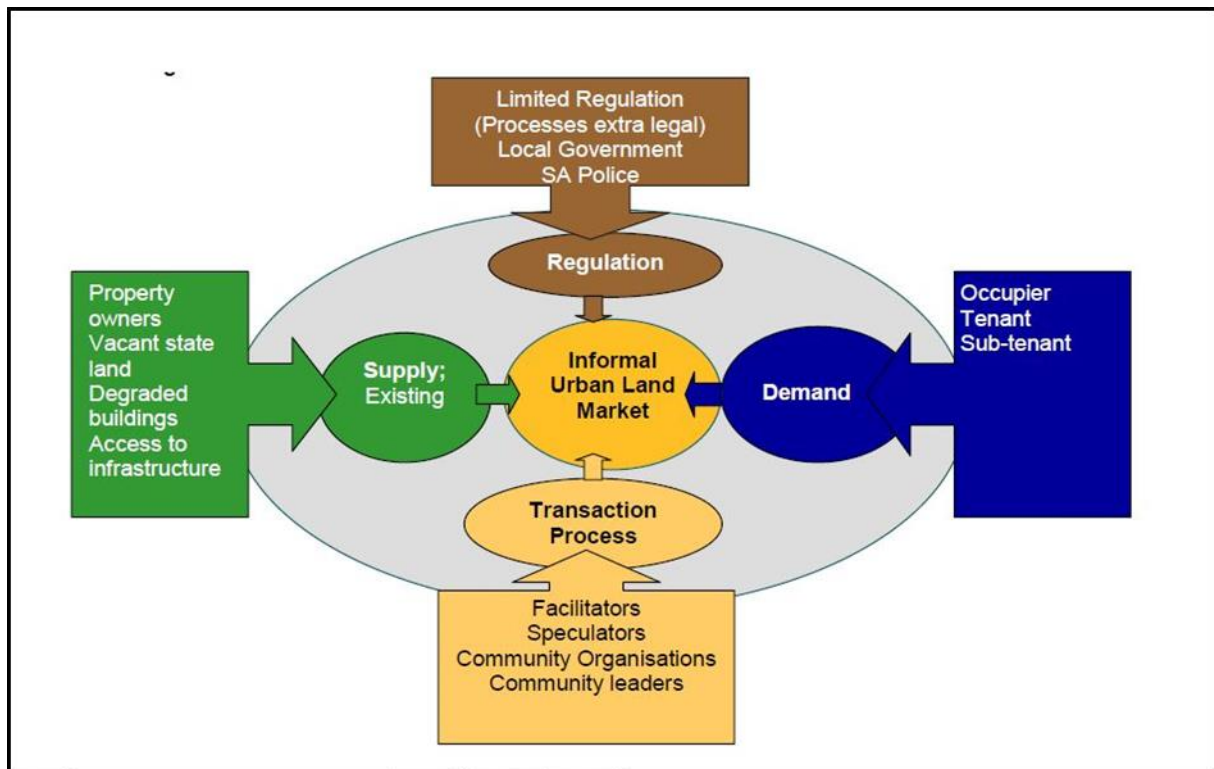 Limited Regulation
(Processes extra legal)
Local Government
SA Police
Regulation
Property
owners
Vacant state
land
Degraded
buildings
Access to
infrastructure
Supply;
Existing
Informal
Urban Land
Market
Demand
Occupier
Tenant
Sub-tenant
Transaction
Process
Facilitators
Speculators
Community Organisations
Community leaders